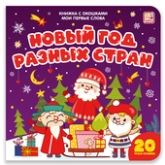 КНИЖКА С ОКОШКАМИ
МОИ ПЕРВЫЕ СЛОВА
НОВЫЙ ГОД
РАЗНЫХ СТРАН
20